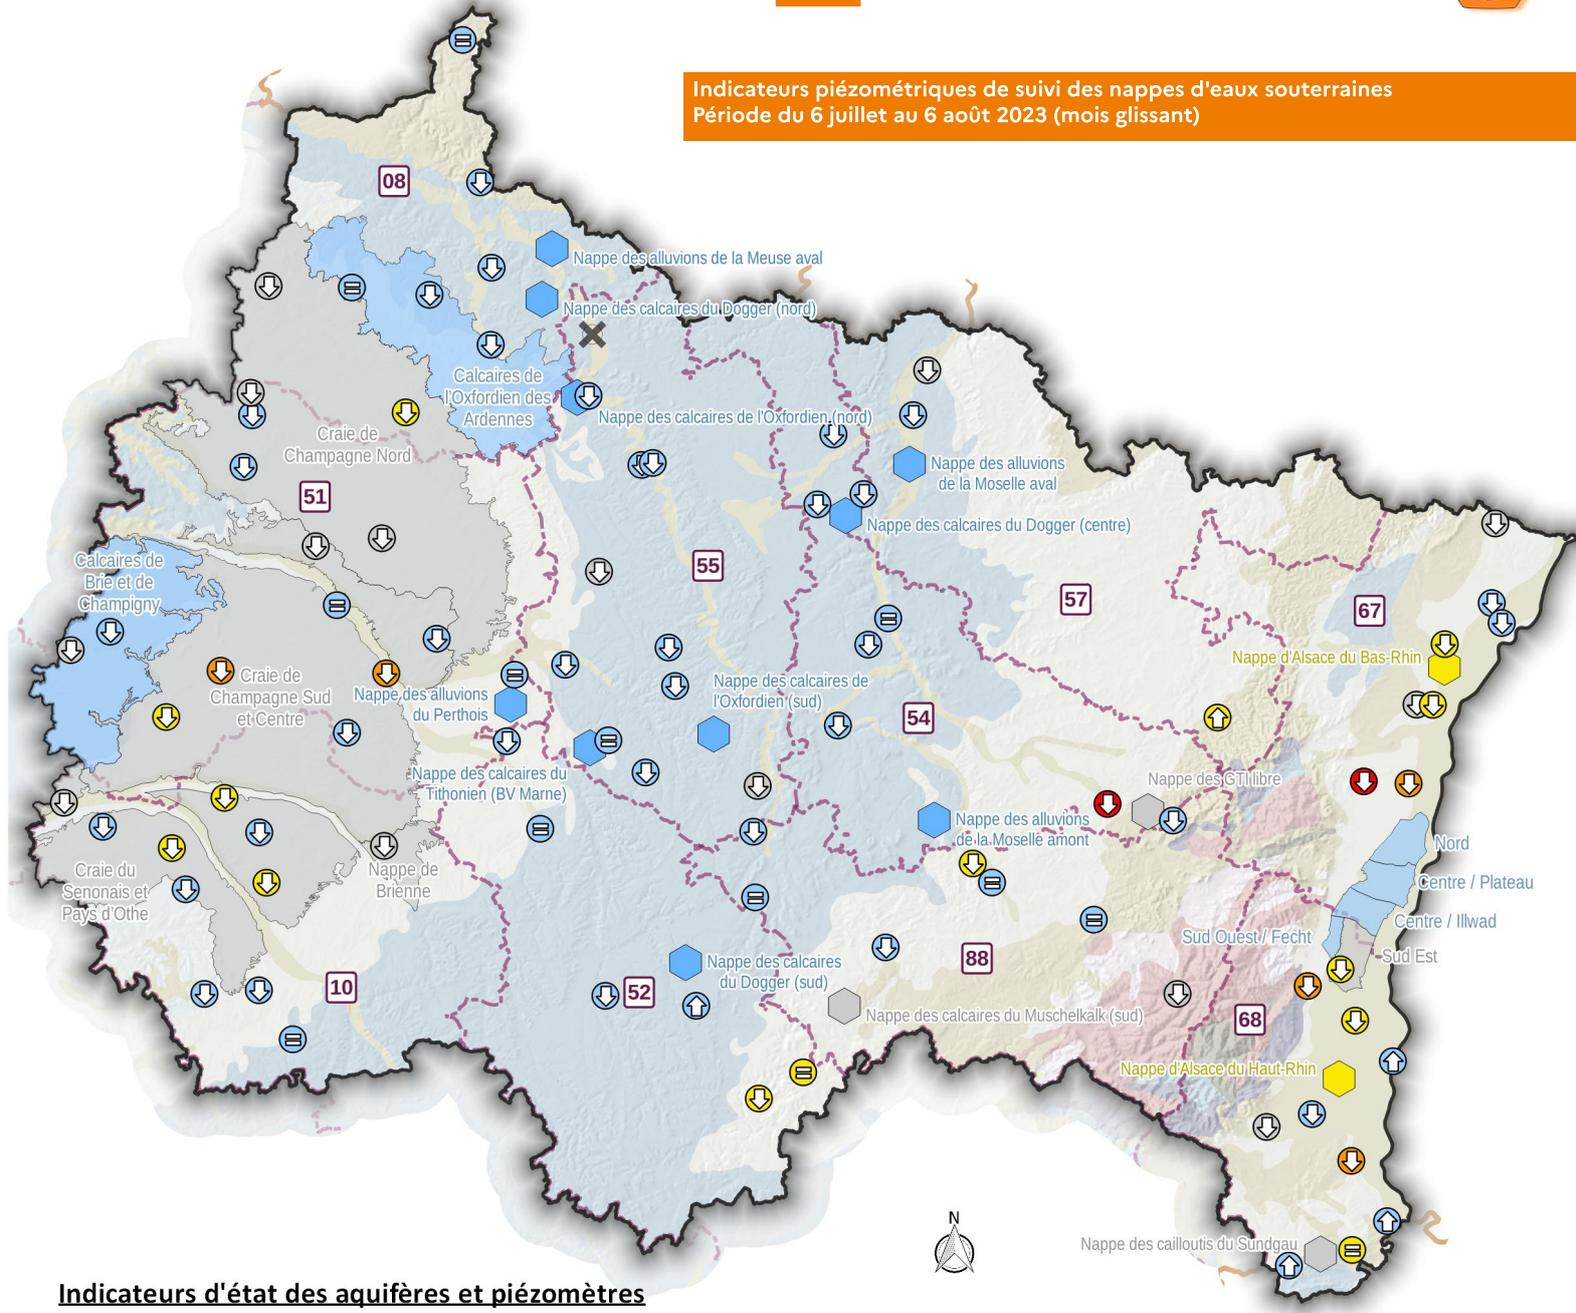 Indicateurs piézométriques de suivi des nappes d'eaux souterraines
Période du 6 juillet au 6 août 2023 (mois glissant)
08
Nappe des alluvions de la Meuse aval
Nappe des calcaires du Dogger (nord)
Calcaires de
l'Oxfordien des
Ardennes
Nappe des calcaires de l'Oxfordien (nord)
Craie de
Champagne Nord
Nappe des alluvions
de la Moselle aval
51
Nappe des calcaires du Dogger (centre)
Calcaires de
Brie et de
Champigny
55
57
67
Nappe d'Alsace du Bas-Rhin
Craie de
Champagne Sud
et Centre
Nappe des alluvions
du Perthois
Nappe des calcaires de
l'Oxfordien (sud)
54
Nappe des calcaires du
Tithonien (BV Marne)
Nappe des GTI libre
Nappe des alluvions
de la Moselle amont
Nord
Craie du
Senonais et
Pays d'Othe
Nappe de
Brienne
Centre / Plateau
Centre / Illwad
Sud Ouest / Fecht
Sud Est
88
Nappe des calcaires
du Dogger (sud)
10
52
Nappe des calcaires du Muschelkalk (sud)
68
Nappe d'Alsace du Haut-Rhin
N
Nappe des cailloutis du Sundgau
Indicateurs d'état des aquifères et piézomètres